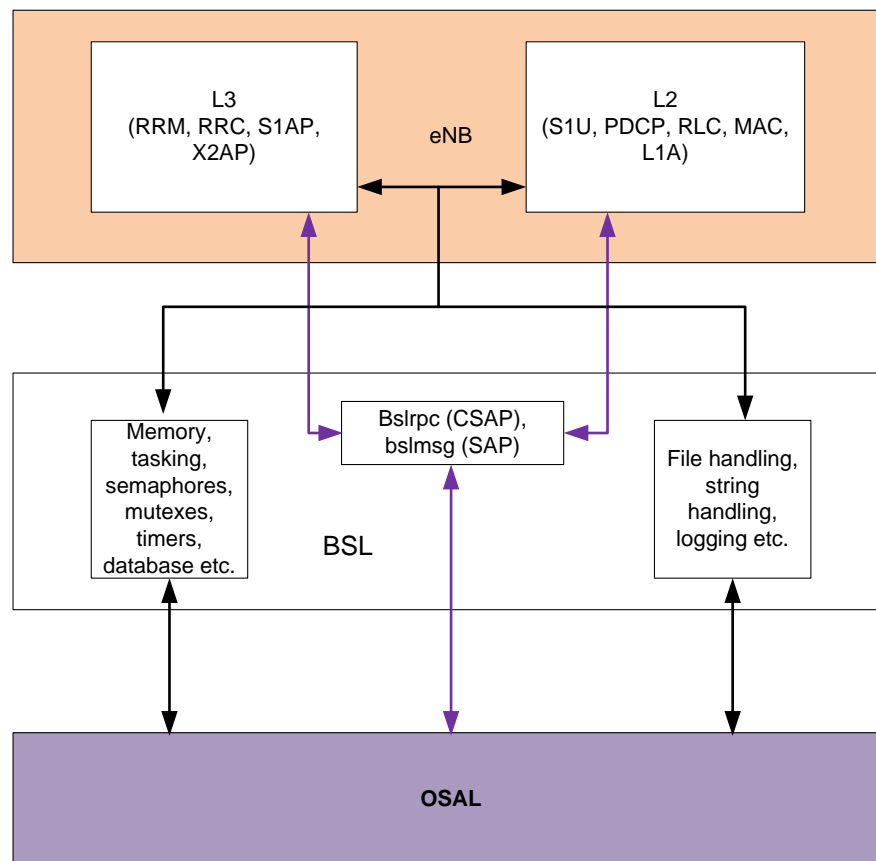 L3
(RRM, RRC, S1AP,
X2AP)
eNB
L2
(S1U, PDCP, RLC, MAC,
L1A)
Memory,
tasking,
semaphores,
mutexes,
timers,
database etc.
Bslrpc (CSAP),
bslmsg (SAP)
BSL
File handling,
string
handling,
logging etc.
OSAL